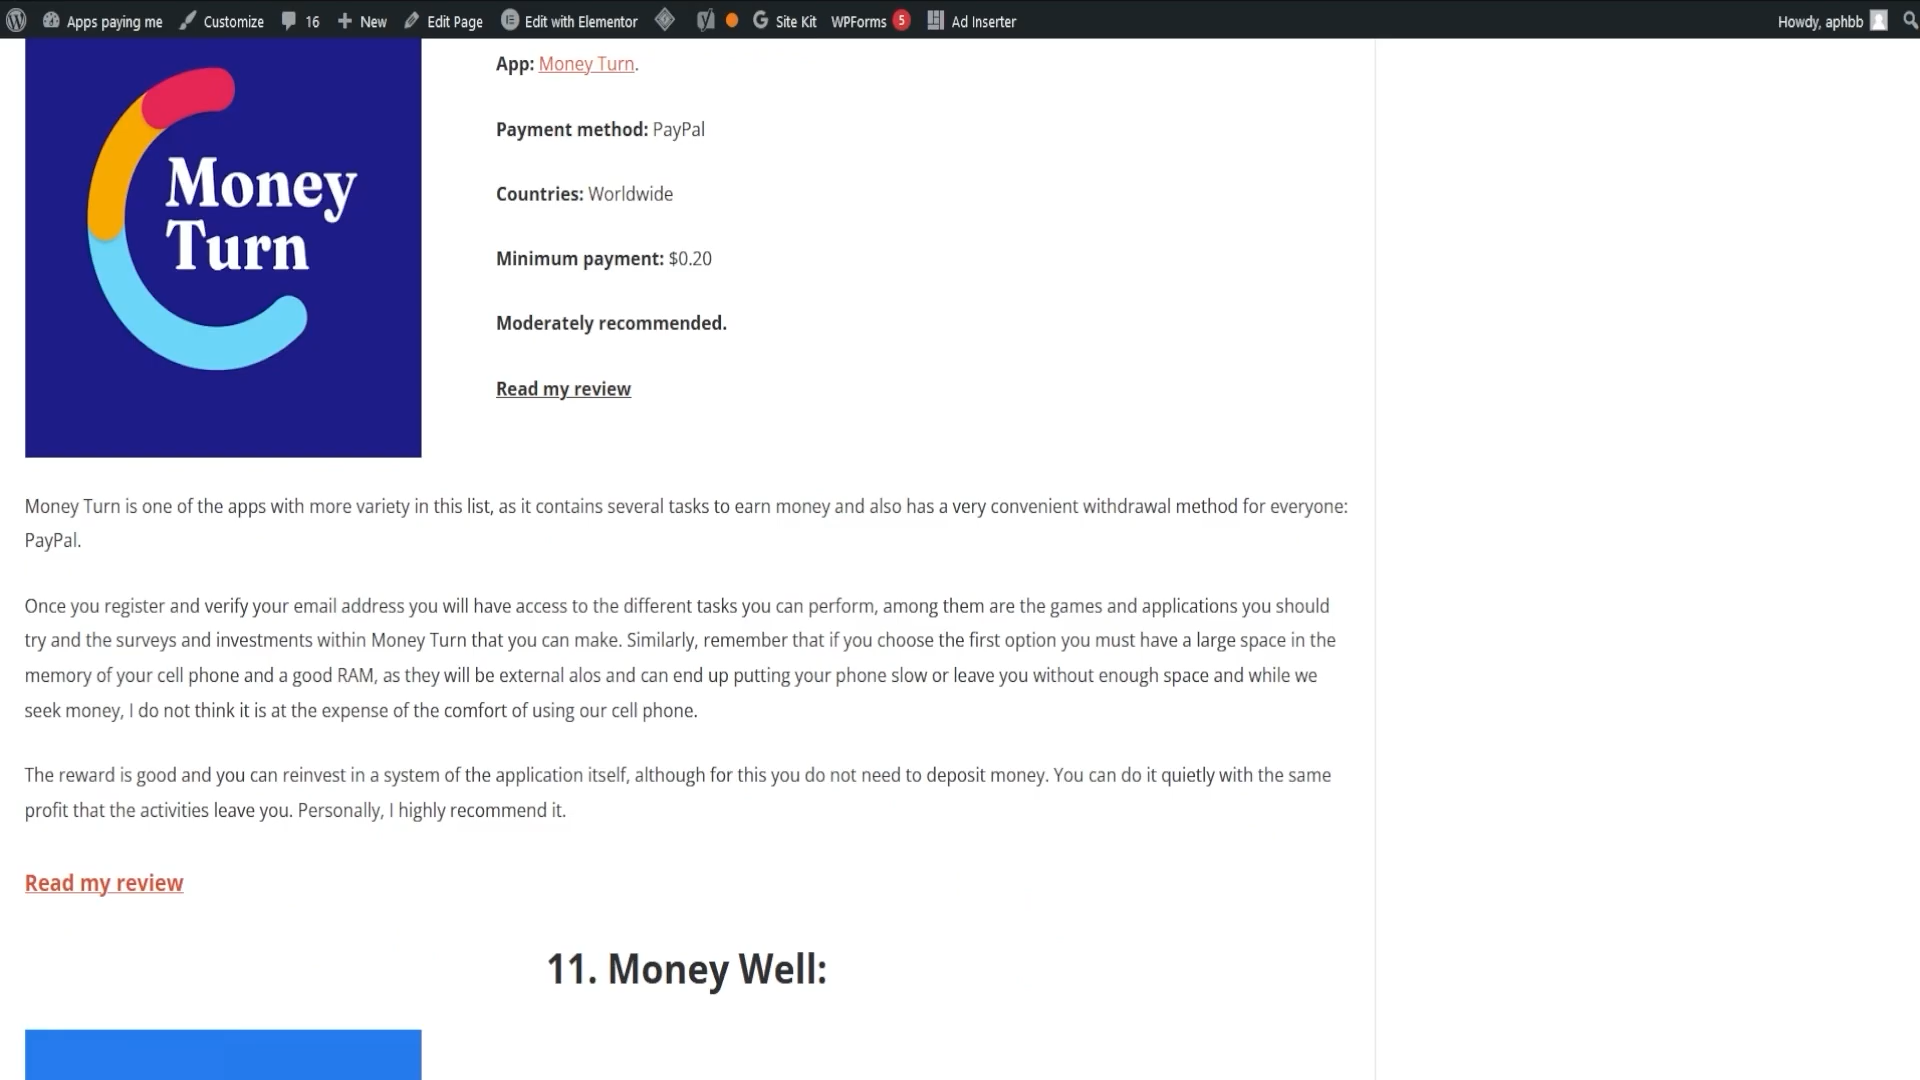 Apps paying me Customize 16 New Edit Page Edit with Elementor Site Kit WPForms 5 Ad Inserter Howdy, aphbb
Money
Turn
App: Money Turn.
Payment method: PayPal
Countries: Worldwide
Minimum payment: $0.20
Moderately recommended.
Read my review
Money Turn is one of the apps with more variety in this list, as it contains several tasks to earn money and also has a very convenient withdrawal method for everyone:
PayPal.
Once you register and verify your email address you will have access to the different tasks you can perform, among them are the games and applications you should
try and the surveys and investments within Money Turn that you can make. Similarly, remember that if you choose the first option you must have a large space in the
memory of your cell phone and a good RAM, as they will be external alos and can end up putting your phone slow or leave you without enough space and while we
seek money, I do not think it is at the expense of the comfort of using our cell phone.
The reward is good and you can reinvest in a system of the application itself, although for this you do not need to deposit money. You can do it quietly with the same
profit that the activities leave you. Personally, I highly recommend it.
Read my review
11. Money Well: